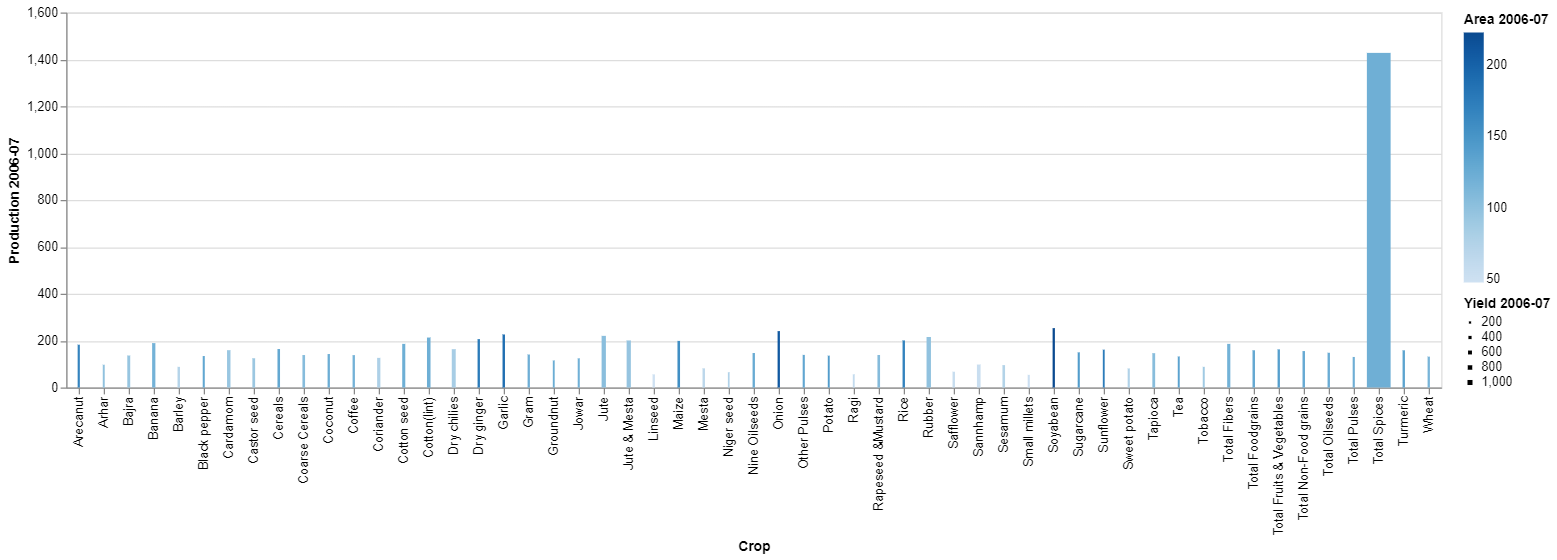 1,600
1,400
1,200
1,000
800
600
400
200
0
Production 2006-07
Arecanut
Arhar
Bajra
Banana
Barley
Black pepper
Cardamom
Castor seed
Cereals
Coarse Cereals
Coconut
Coffee
Coriander
Cotton seed
Cotton(lint)
Dry chilies
Dry ginger
Garlic
Gram
Groundnut
Jowar
Jute
Jute & Mesta
Linseed
Maize
Mesta
Niger seed
Nine Oilseeds
Onion
Other Pulses
Potato
Ragi
Rapeseed &Mustard
Rice
Rubber
Safflower
Sannhamp
Sesamum
Small millets
Soyabean
Sugarcane
Sunflower
Sweet potato
Tapioca
Tea
Tobacco
Total Fibers
Total Foodgrains
Total Fruits & Vegetables
Total Non-Food grains
Total Oilseeds
Total Pulses
Total Spices
Turmeric
Wheat
Crop
Area 2006-07
200
150
100
50
Yield 2006-07
200
400
600
800
1,000